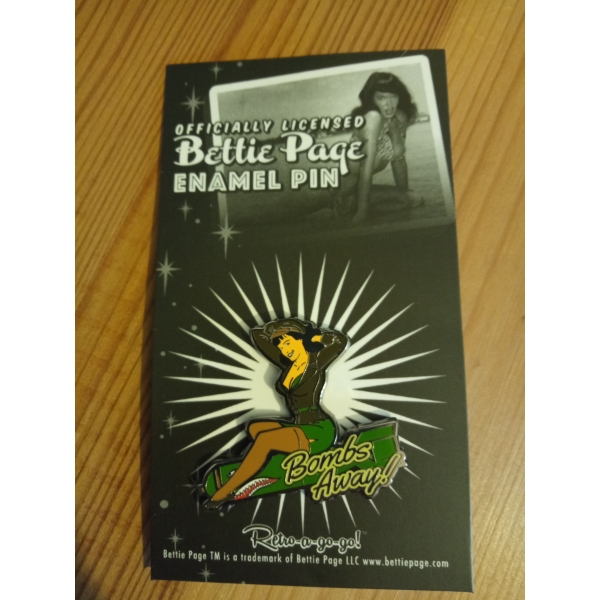 OFFICIALLY LICENSED
Bettie Page
ENAMEL PIN
Bombs
Away!
Retro-a-go-go!
Bettie Page TM is a trademark of Bettie Page LLC www.bettiepage.com